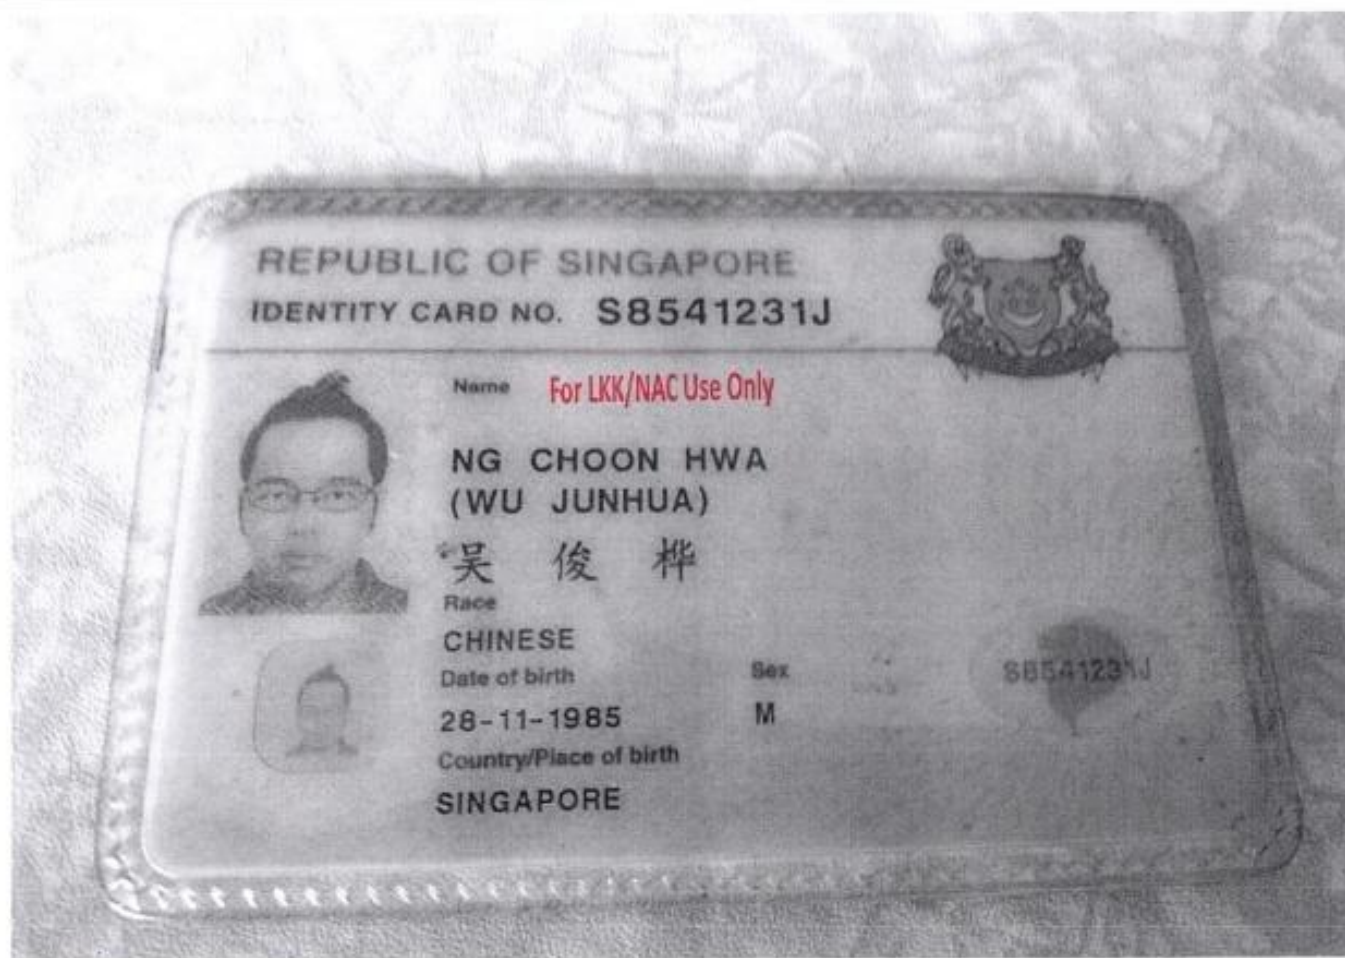 REPUBLIC OF SINGAPORE
IDENTITY CARD NO. S8541231J
Name For LKK/NAC Use Only
NG CHOON HWA
(WU JUNHUA)
吴俊桦
Race
CHINESE
Date of birth Sex
S8541231J
28-11-1985 M
Country/Place of birth
SINGAPORE